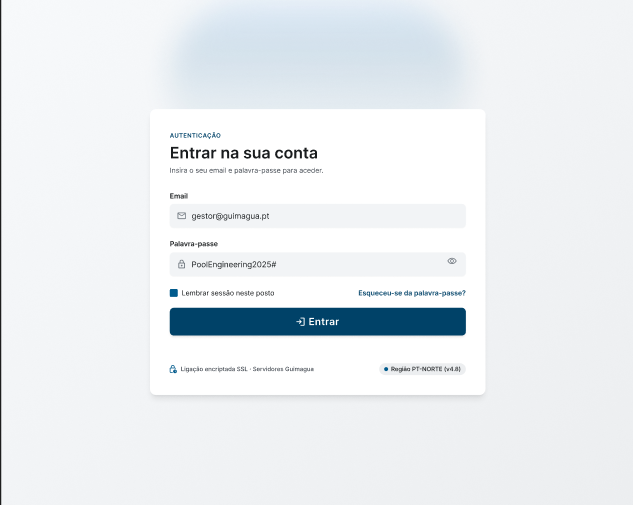 AUTENTICAÇÃO
Entrar na sua conta
Insira o seu email e palavra-passe para aceder.
Email
gestor@guimagua.pt
Palavra-passe
PoolEngineering2025#
Lembrar sessão neste posto
Esqueceu-se da palavra-passe?
Entrar
Ligação encriptada SSL · Servidores Guimagua
Região PT-NORTE (v4.8)